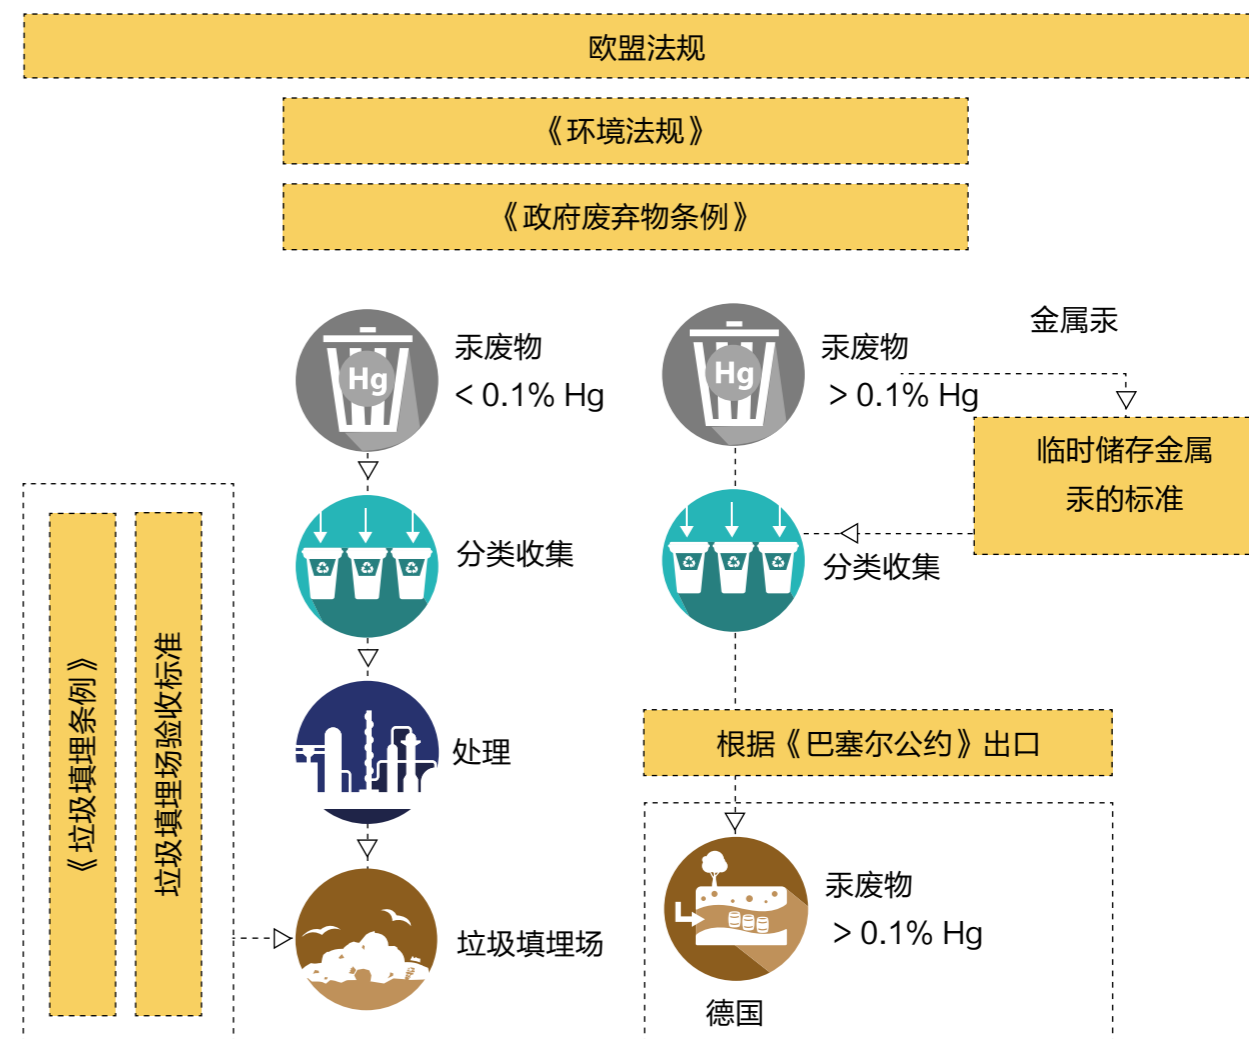 欧盟法规
《环境法规》
《政府废弃物条例》
Hg
汞废物
< 0.1% Hg
Hg
汞废物
> 0.1% Hg
金属汞
临时储存金属
汞的标准
分类收集
分类收集
《垃圾填埋条例》
垃圾填埋场验收标准
处理
根据《巴塞尔公约》出口
垃圾填埋场
汞废物
> 0.1% Hg
德国